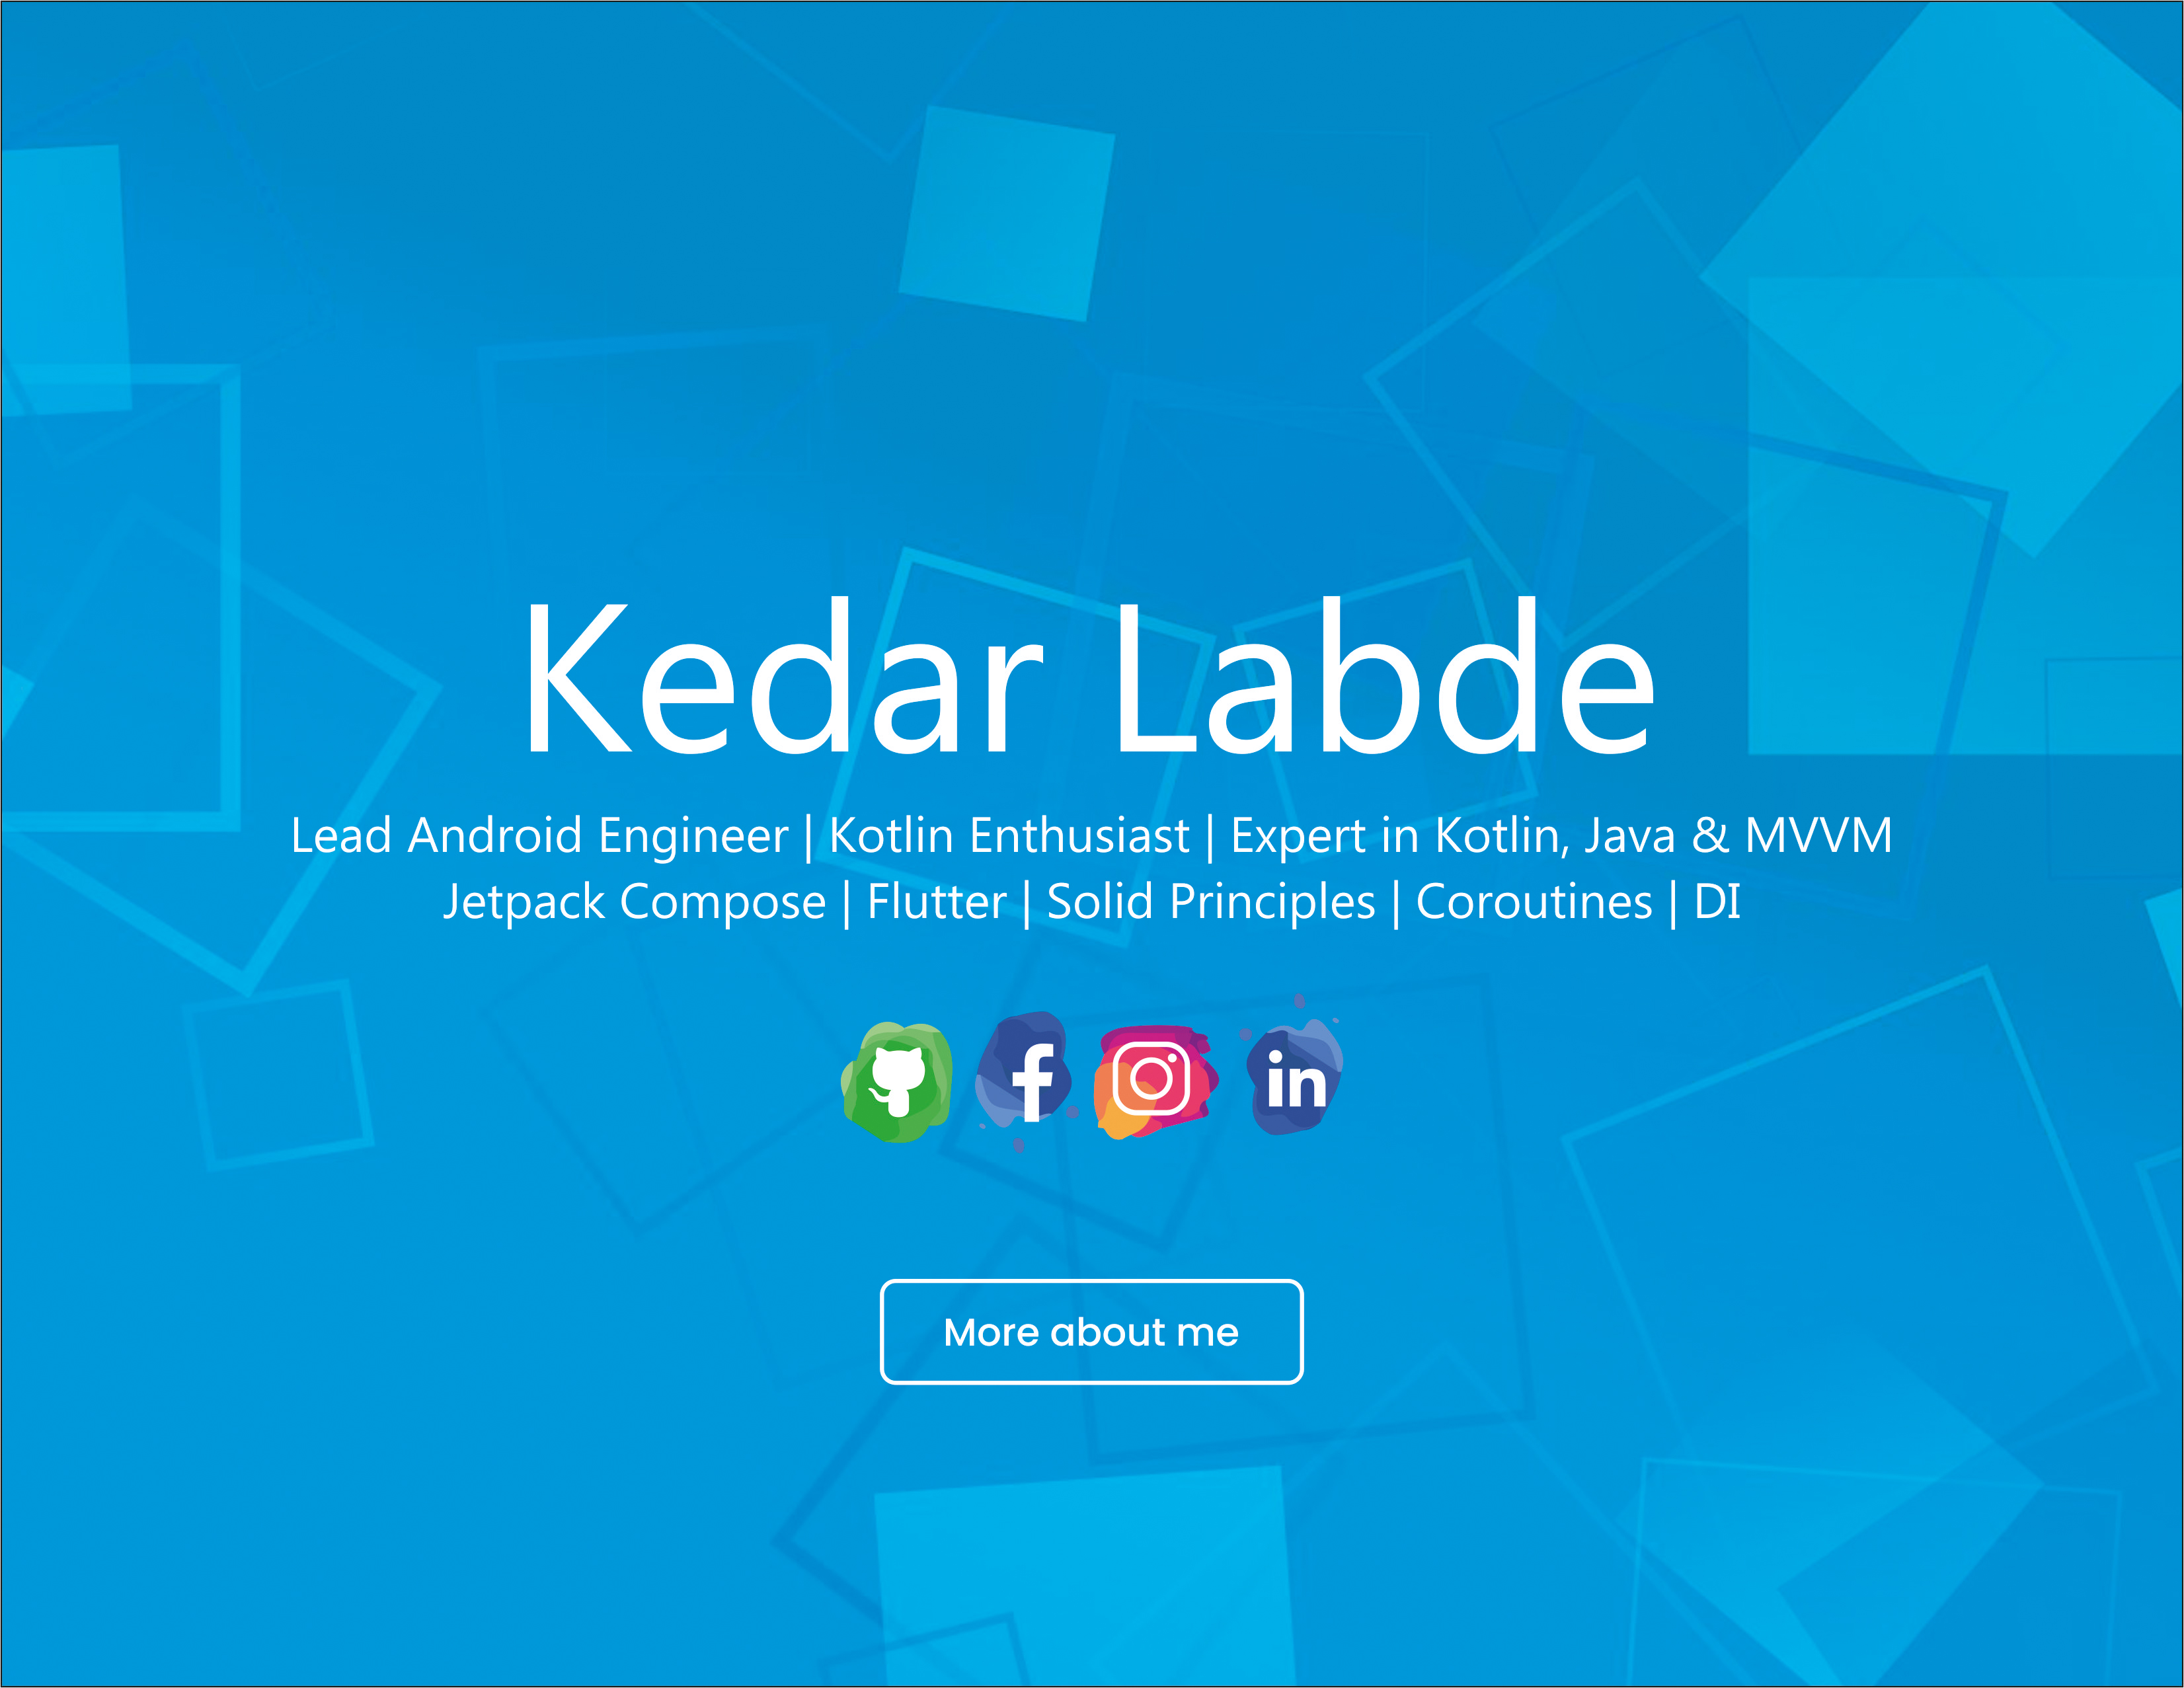 Kedar Labde
Lead Android Engineer | Kotlin Enthusiast | Expert in Kotlin, Java & MVVM
Jetpack Compose | Flutter | Solid Principles | Coroutines | DI
f in
More about me